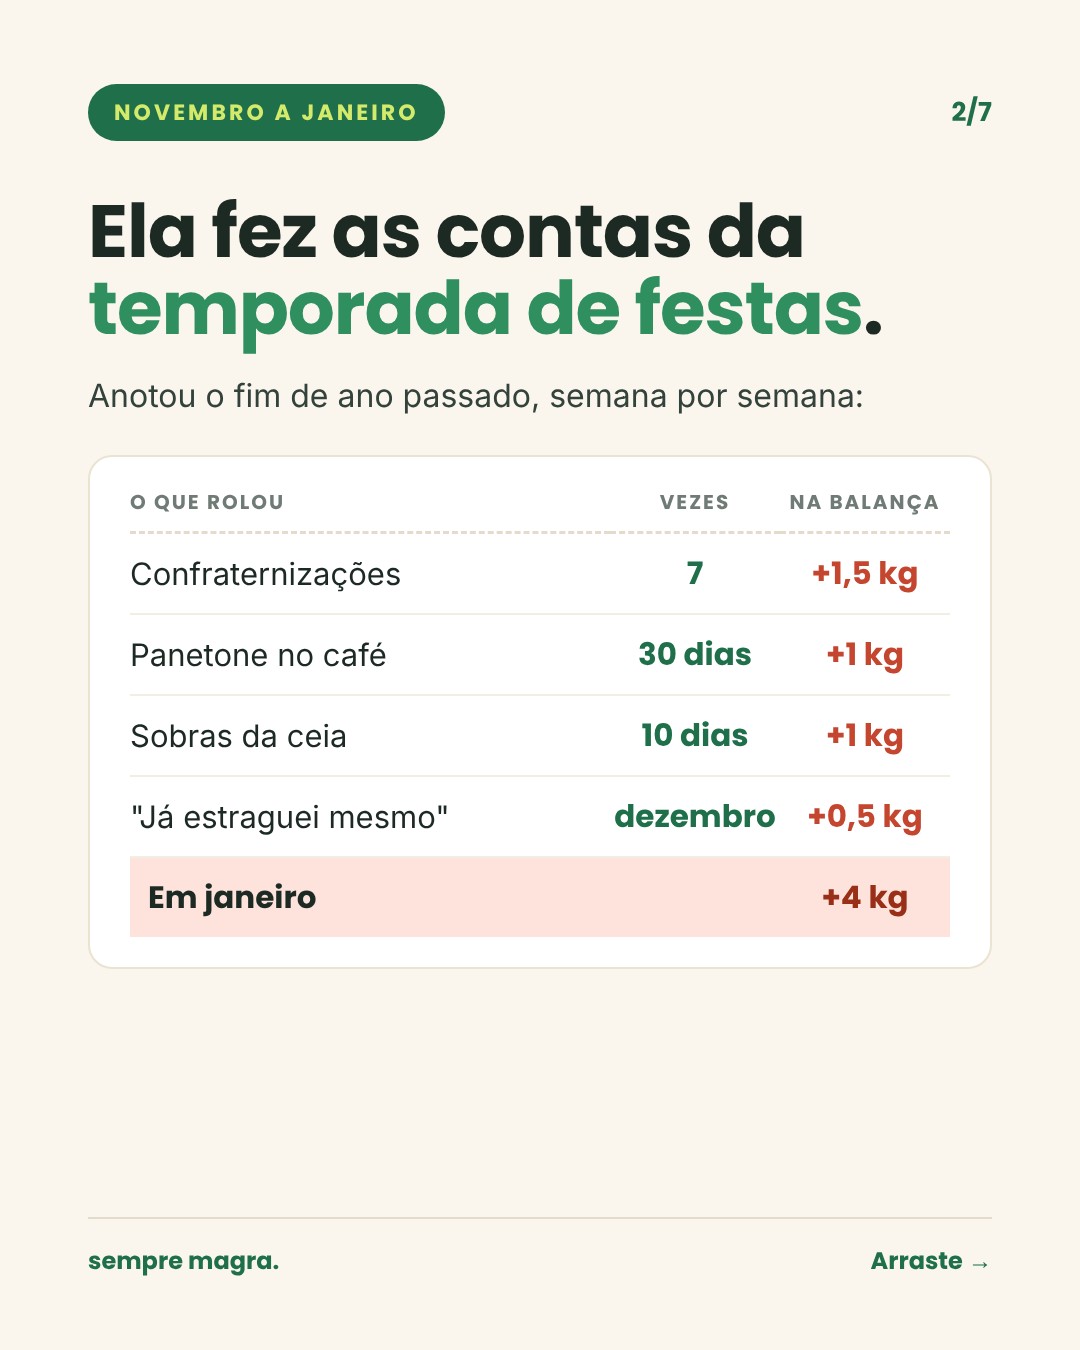 NOVEMBRO A JANEIRO
2/7
Ela fez as contas da
temporada de festas.
Anotou o fim de ano passado, semana por semana:
O QUE ROLOU VEZES NA BALANÇA
Confraternizações 7 +1,5 kg
Panetone no café 30 dias +1 kg
Sobras da ceia 10 dias +1 kg
"Já estraguei mesmo" dezembro +0,5 kg
Em janeiro +4 kg
sempre magra.
Arraste →